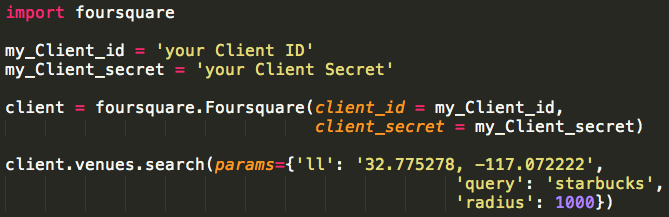 import foursquare
my_Client_id = 'your Client ID'
my_Client_secret = 'your Client Secret'
client = foursquare.Foursquare(client_id = my_Client_id,
client_secret = my_Client_secret)
client.venues.search(params={'ll': '32.775278, -117.072222',
'query': 'starbucks',
'radius': 1000})